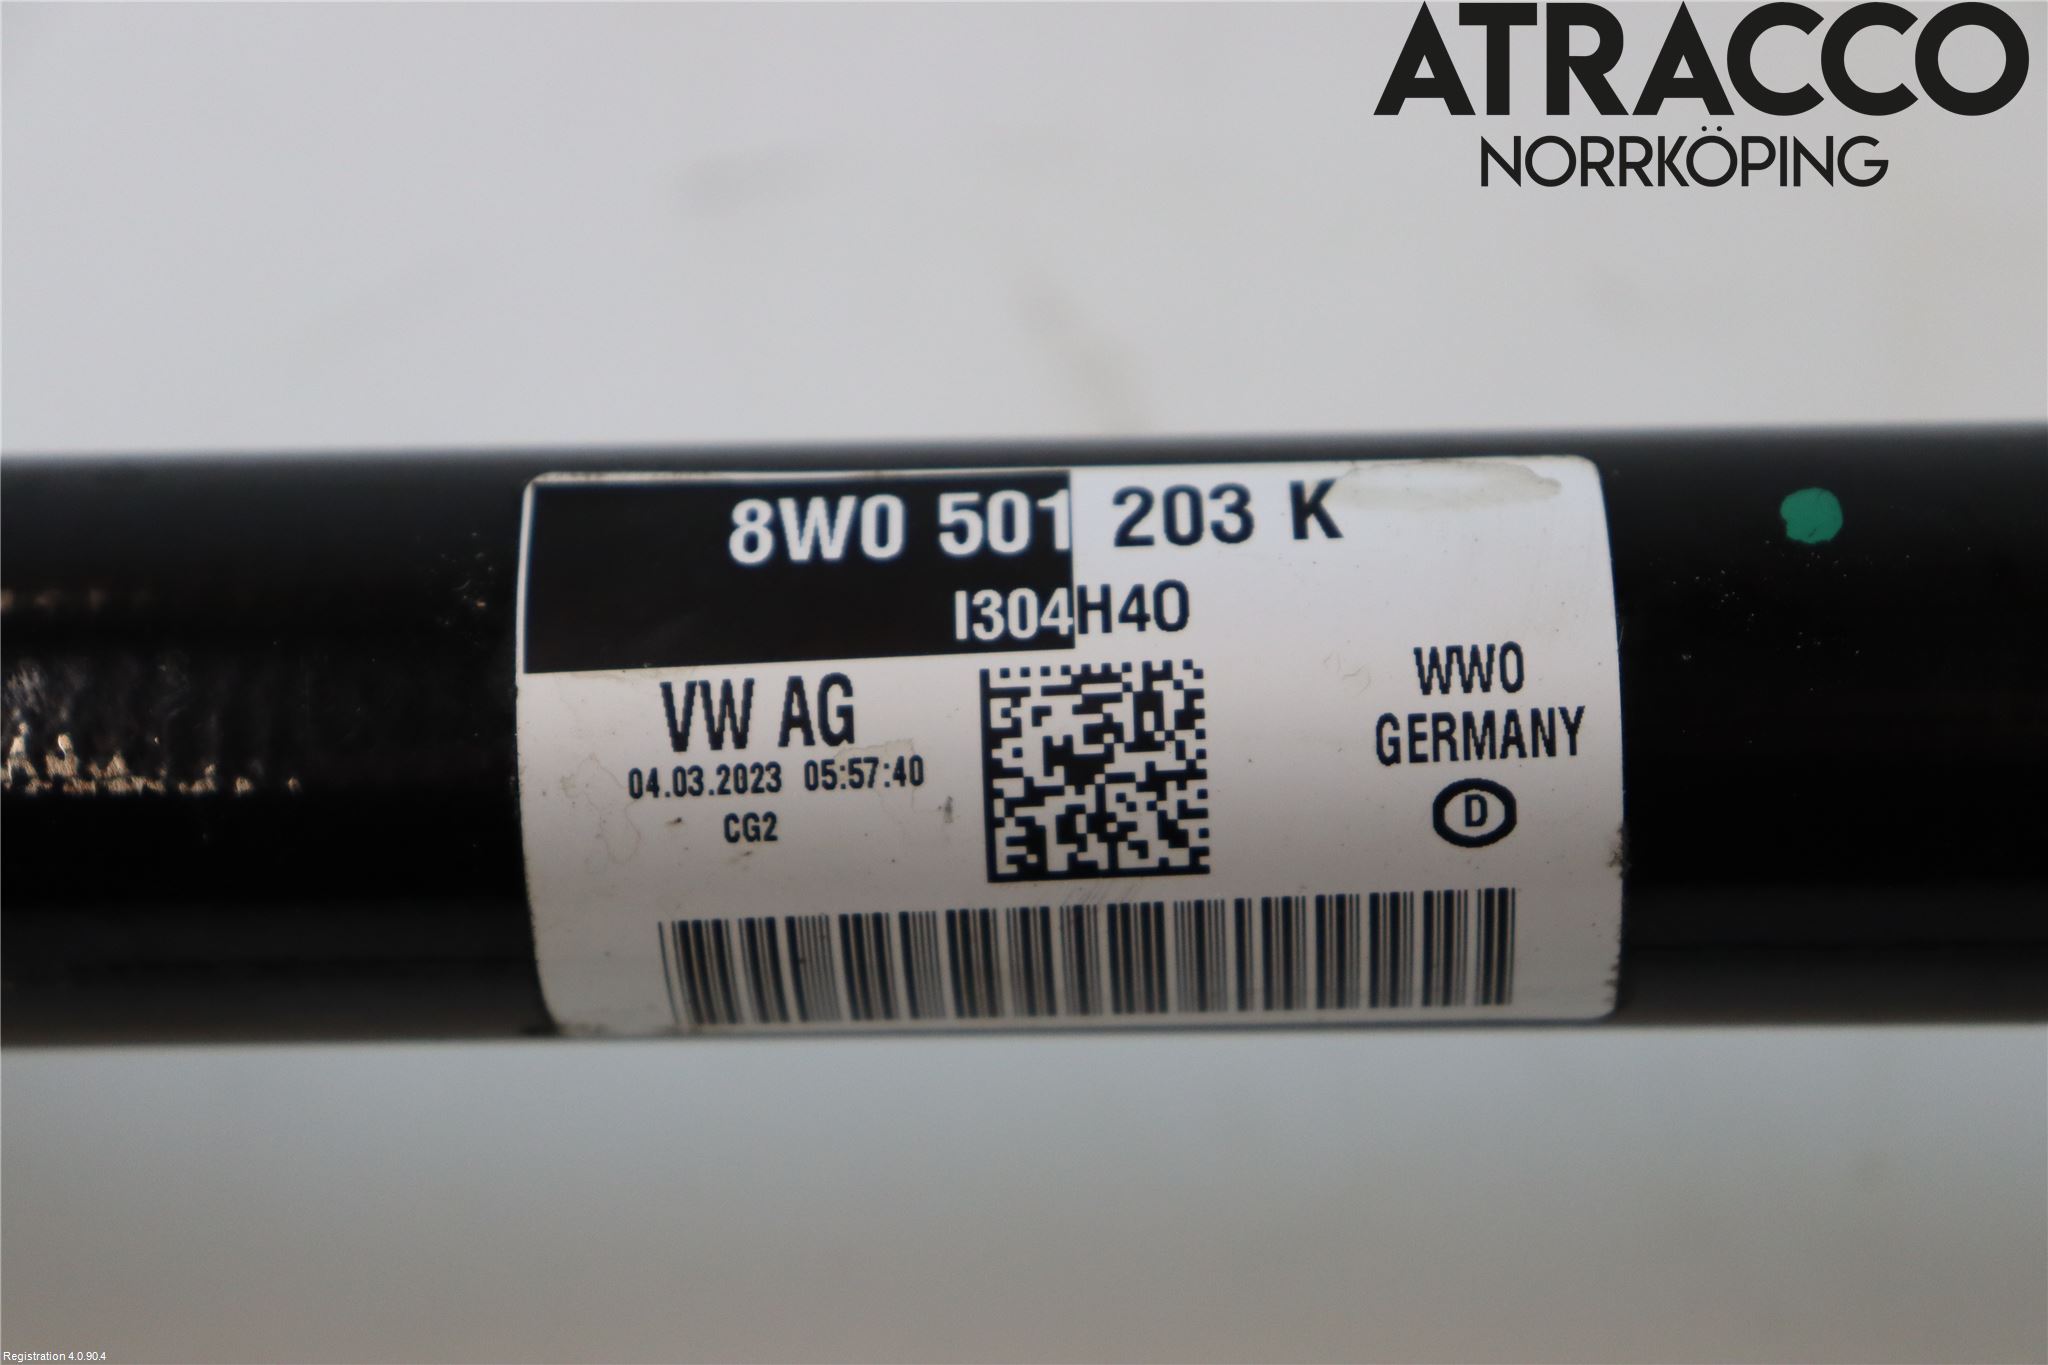 ATRACCO
NORRKÖPING
8W0 501 203 K
I304H40
VW AG
04.03.2023 05:57:40
CG2
WWO
GERMANY
D
Registration 4.0.90.4